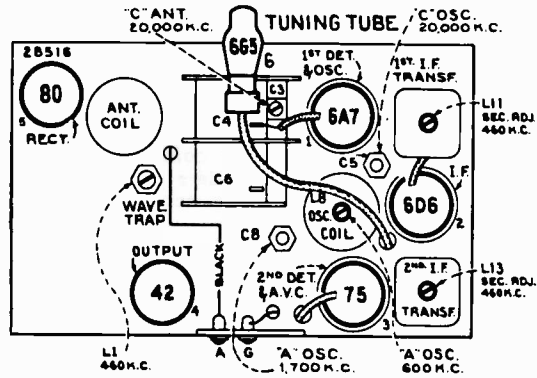 "C" ANT.
20,000 K.C.
TUNING TUBE
"C" OSC.
20,000 K.C.
6G5
6
2B516
80
5
RECT.
ANT.
COIL
C3
C4
1ST DET.
& OSC.
6A7
1
1ST I.F.
TRANSF.
L11
SEC. ADJ.
460 K.C.
C5
C6
WAVE
TRAP
L8
OSC.
COIL
I.F.
6D6
2
C8
OUTPUT
42
4
BLACK
2ND DET.
& A.V.C.
75
3
2ND I.F.
TRANSF.
L13
SEC. ADJ.
460 K.C.
A
G
L1
460 K.C.
"A" OSC.
1,700 K.C.
"A" OSC.
600 K.C.